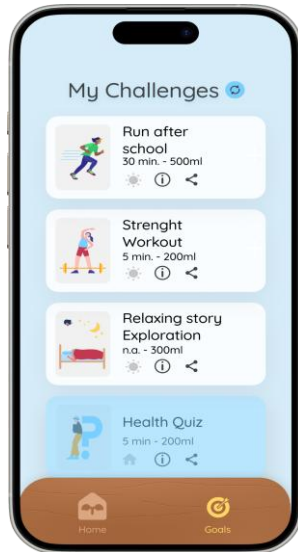 My Challenges
Run after
school
30 min. - 500ml
Strenght
Workout
5 min. - 200ml
Relaxing story
Exploration
n.a. - 300ml
Health Quiz
5 min - 200ml
Home
Goals